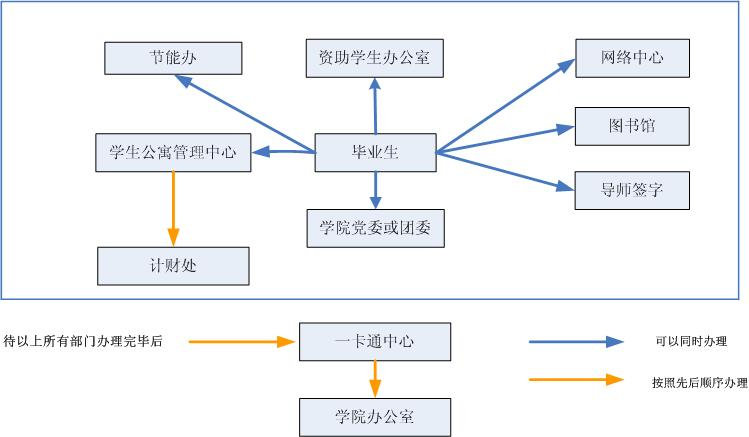 节能办
资助学生办公室
网络中心
图书馆
学生公寓管理中心
毕业生
导师签字
学院党委或团委
计财处
待以上所有部门办理完毕后
一卡通中心
可以同时办理
按照先后顺序办理
学院办公室